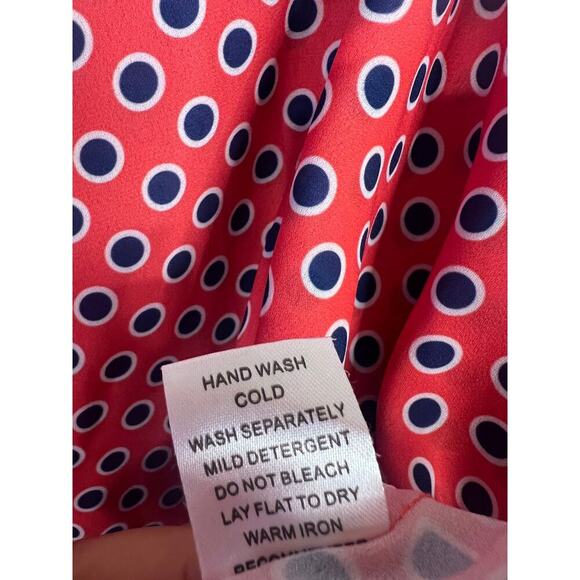 HAND WASH
COLD
WASH SEPARATELY
MILD DETERGENT
DO NOT BLEACH
LAY FLAT TO DRY
WARM IRON